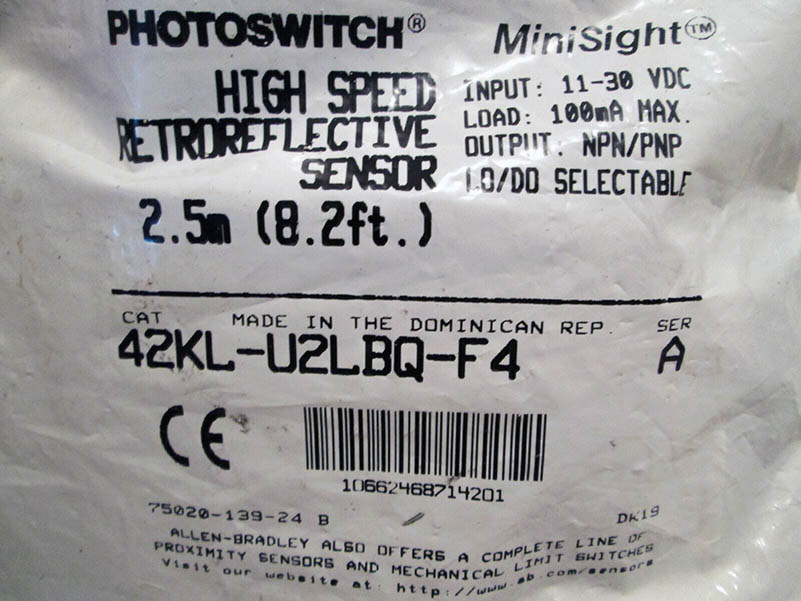 PHOTOSWITCH® MiniSight™
HIGH SPEED
RETROREFLECTIVE
SENSOR
2.5m (8.2ft.)
INPUT: 11-30 VDC
LOAD: 100mA MAX.
OUTPUT: NPN/PNP
LO/DO SELECTABLE
CAT MADE IN THE DOMINICAN REP. SER
42KL-U2LBQ-F4 A
CE
10662468714201
75020-139-24 B DK19
ALLEN-BRADLEY ALSO OFFERS A COMPLETE LINE OF
PROXIMITY SENSORS AND MECHANICAL LIMIT SWITCHES
Visit our website at: http://www.ab.com/sensors